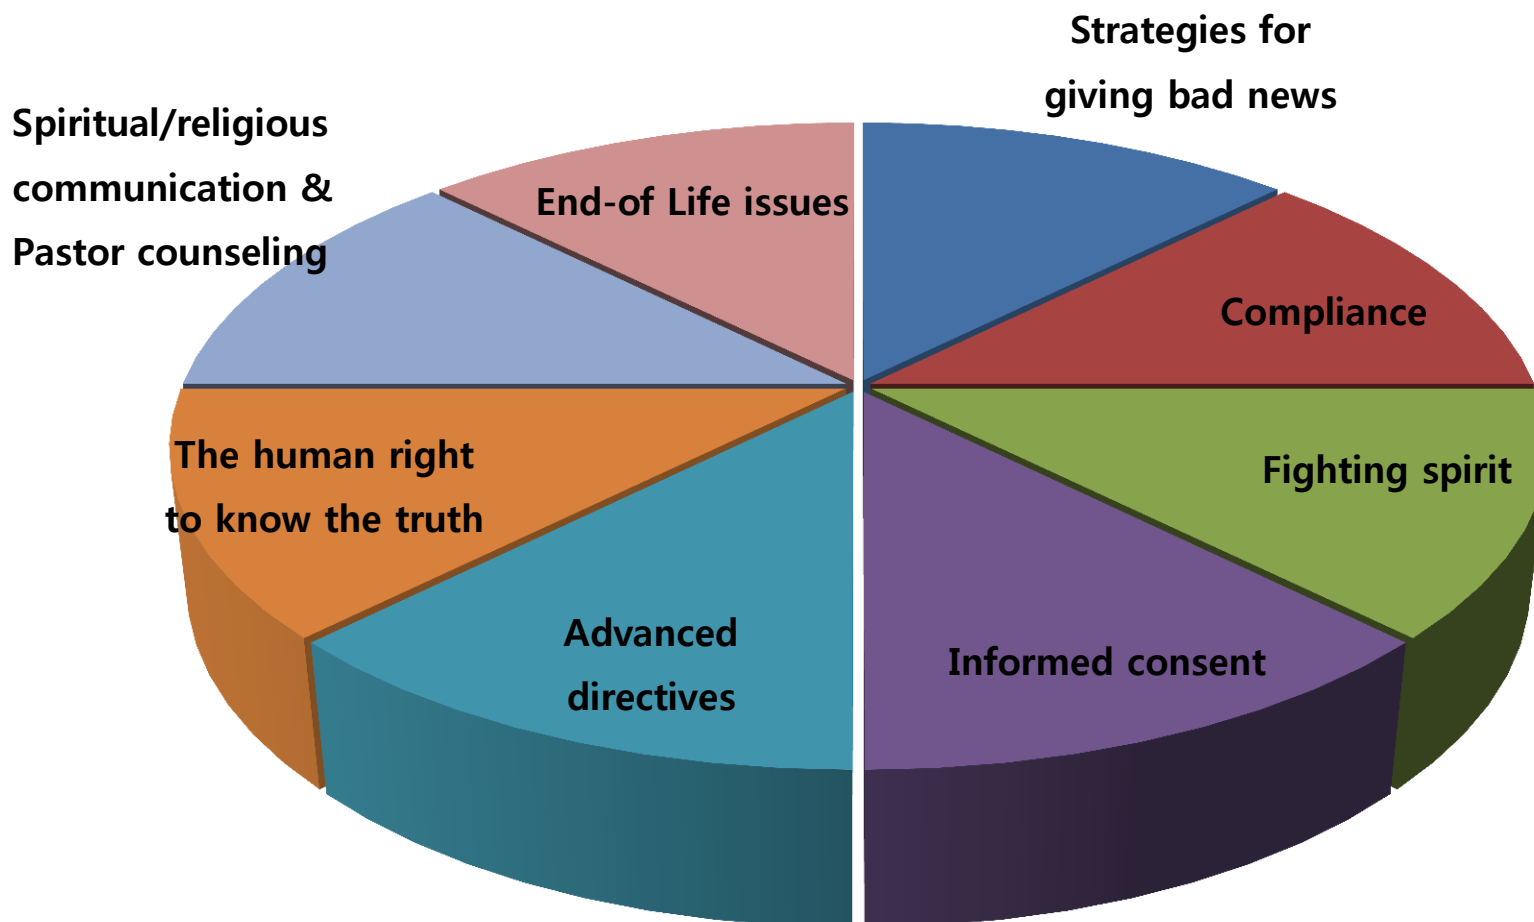 Strategies for
giving bad news
Spiritual/religious
communication &
Pastor counseling
End-of Life issues
Compliance
The human right
to know the truth
Fighting spirit
Advanced
directives
Informed consent